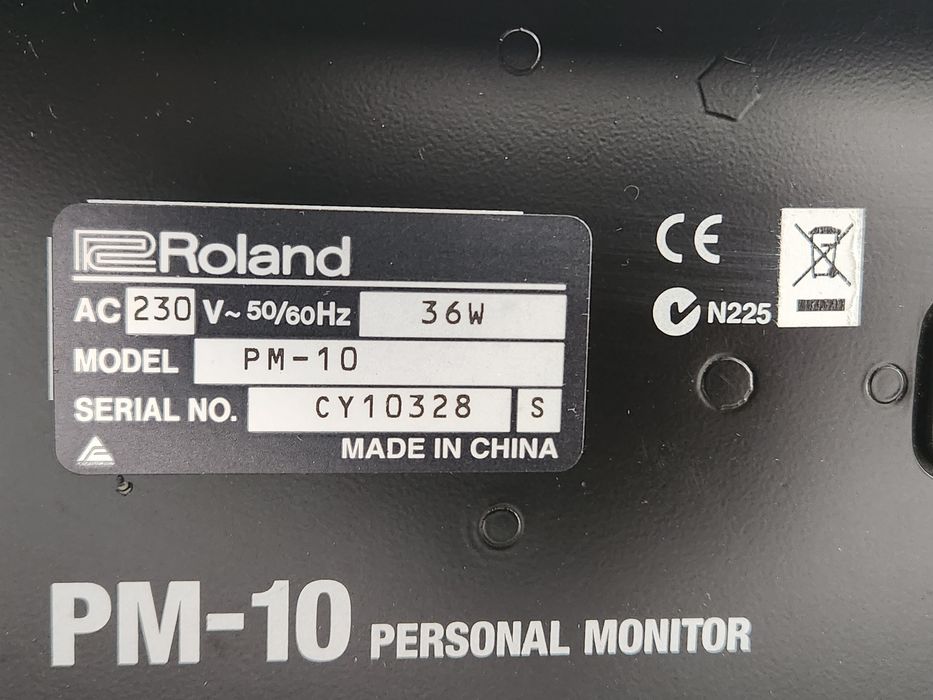 Roland
AC 230 V~ 50/60Hz 36W
MODEL PM-10
SERIAL NO. CY10328 S
MADE IN CHINA
CE
N225
PM-10 PERSONAL MONITOR